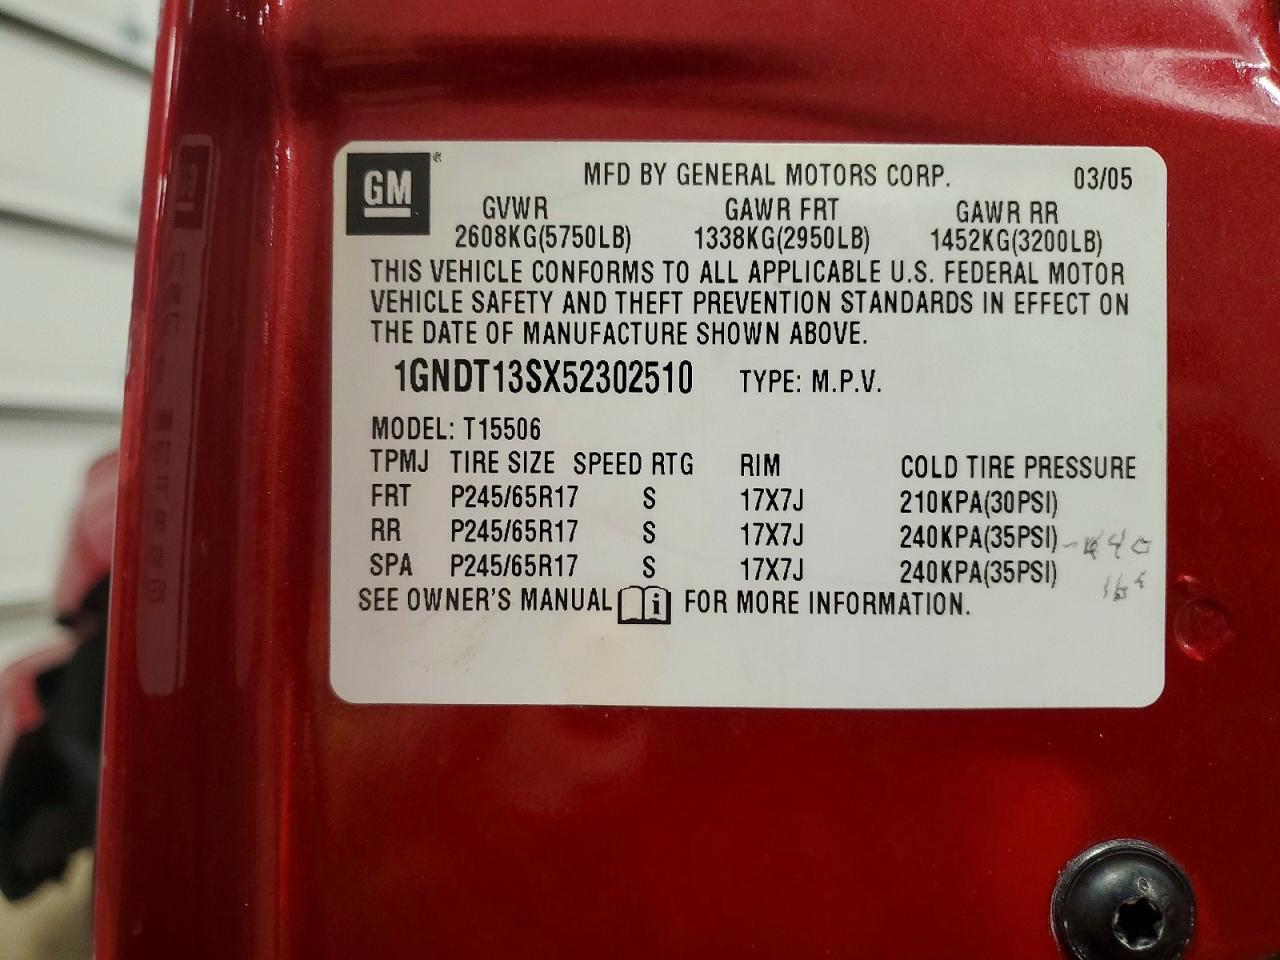 GM® MFD BY GENERAL MOTORS CORP. 03/05
GVWR GAWR FRT GAWR RR
2608KG(5750LB) 1338KG(2950LB) 1452KG(3200LB)
THIS VEHICLE CONFORMS TO ALL APPLICABLE U.S. FEDERAL MOTOR
VEHICLE SAFETY AND THEFT PREVENTION STANDARDS IN EFFECT ON
THE DATE OF MANUFACTURE SHOWN ABOVE.
1GNDT13SX52302510 TYPE: M.P.V.
MODEL: T15506
TPMJ TIRE SIZE SPEED RTG RIM COLD TIRE PRESSURE
FRT P245/65R17 S 17X7J 210KPA(30PSI)
RR P245/65R17 S 17X7J 240KPA(35PSI)
SPA P245/65R17 S 17X7J 240KPA(35PSI)
SEE OWNER'S MANUAL i FOR MORE INFORMATION.